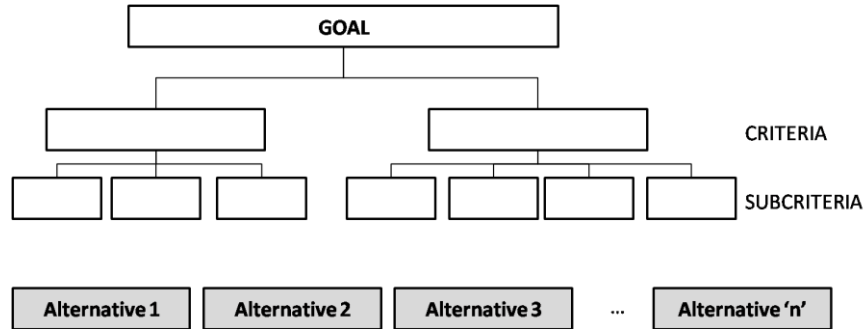 GOAL
CRITERIA
SUBCRITERIA
Alternative 1
Alternative 2
Alternative 3
...
Alternative 'n'